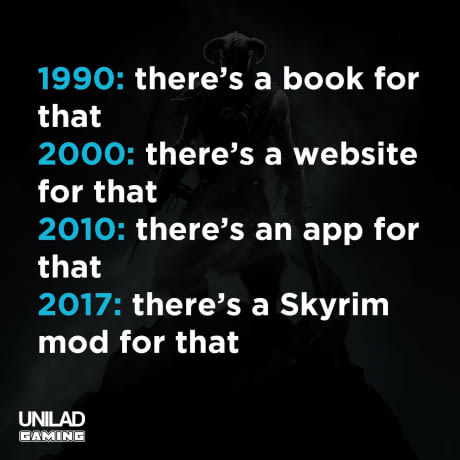 1990: there’s a book for
that
2000: there’s a website
for that
2010: there’s an app for
that
2017: there’s a Skyrim
mod for that
UNILAD
GAMING